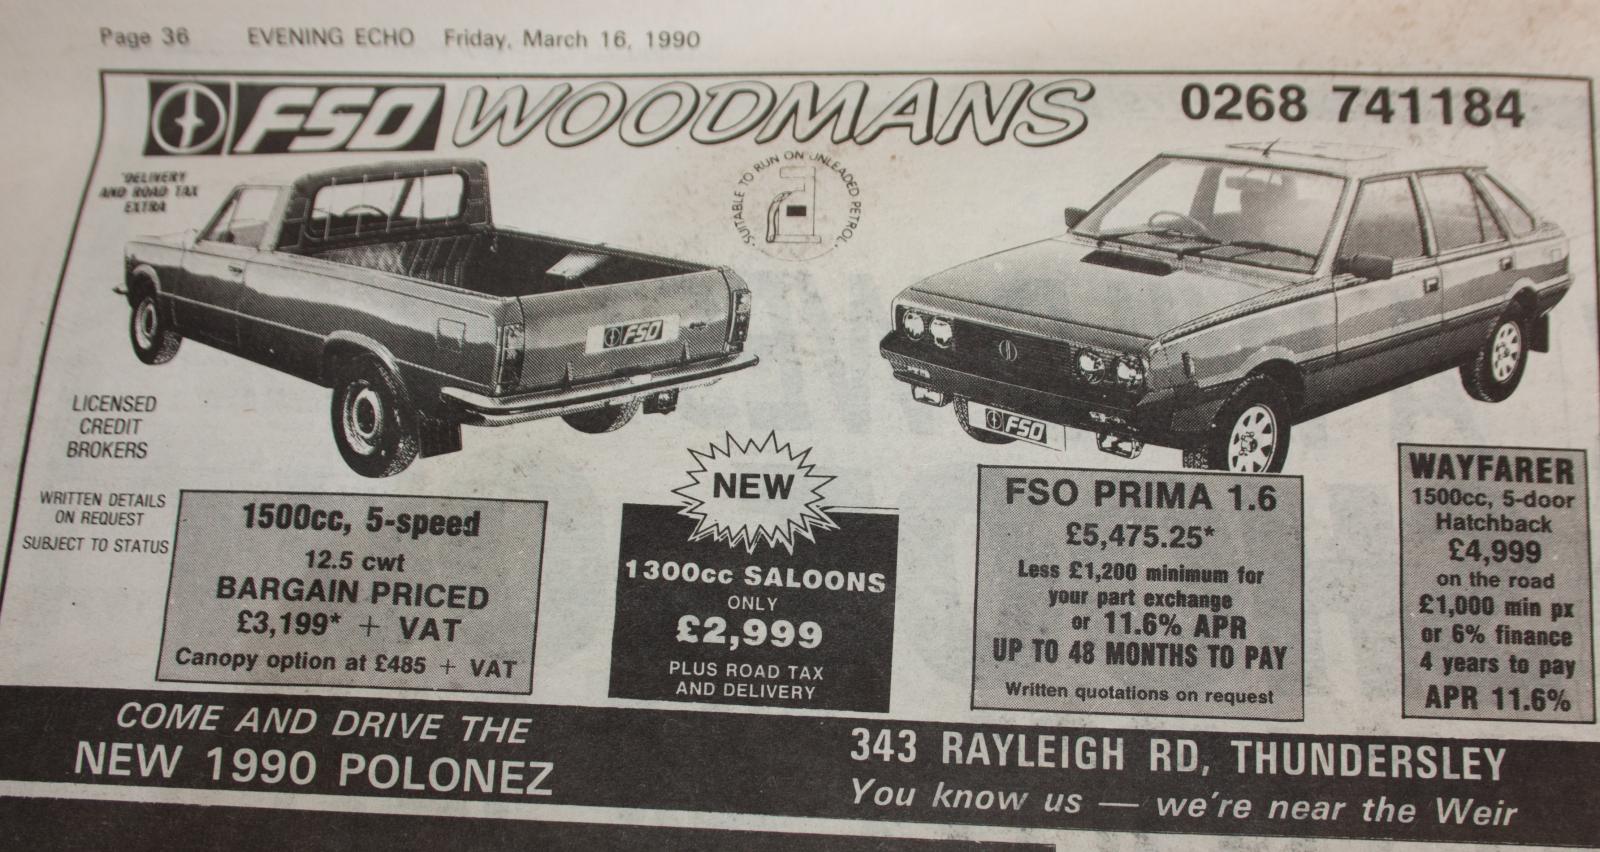 Page 36 EVENING ECHO Friday, March 16, 1990
FSO WOODMANS 0268 741184
*DELIVERY
AND ROAD TAX
EXTRA
· SUITABLE TO RUN ON UNLEADED PETROL ·
FSO
FSO
LICENSED
CREDIT
BROKERS
WRITTEN DETAILS
ON REQUEST
SUBJECT TO STATUS
1500cc, 5-speed
12.5 cwt
BARGAIN PRICED
£3,199* + VAT
Canopy option at £485 + VAT
NEW
1300cc SALOONS
ONLY
£2,999
PLUS ROAD TAX
AND DELIVERY
FSO PRIMA 1.6
£5,475.25*
Less £1,200 minimum for
your part exchange
or 11.6% APR
UP TO 48 MONTHS TO PAY
Written quotations on request
WAYFARER
1500cc, 5-door
Hatchback
£4,999
on the road
£1,000 min px
or 6% finance
4 years to pay
APR 11.6%
COME AND DRIVE THE
NEW 1990 POLONEZ
343 RAYLEIGH RD, THUNDERSLEY
You know us — we're near the Weir